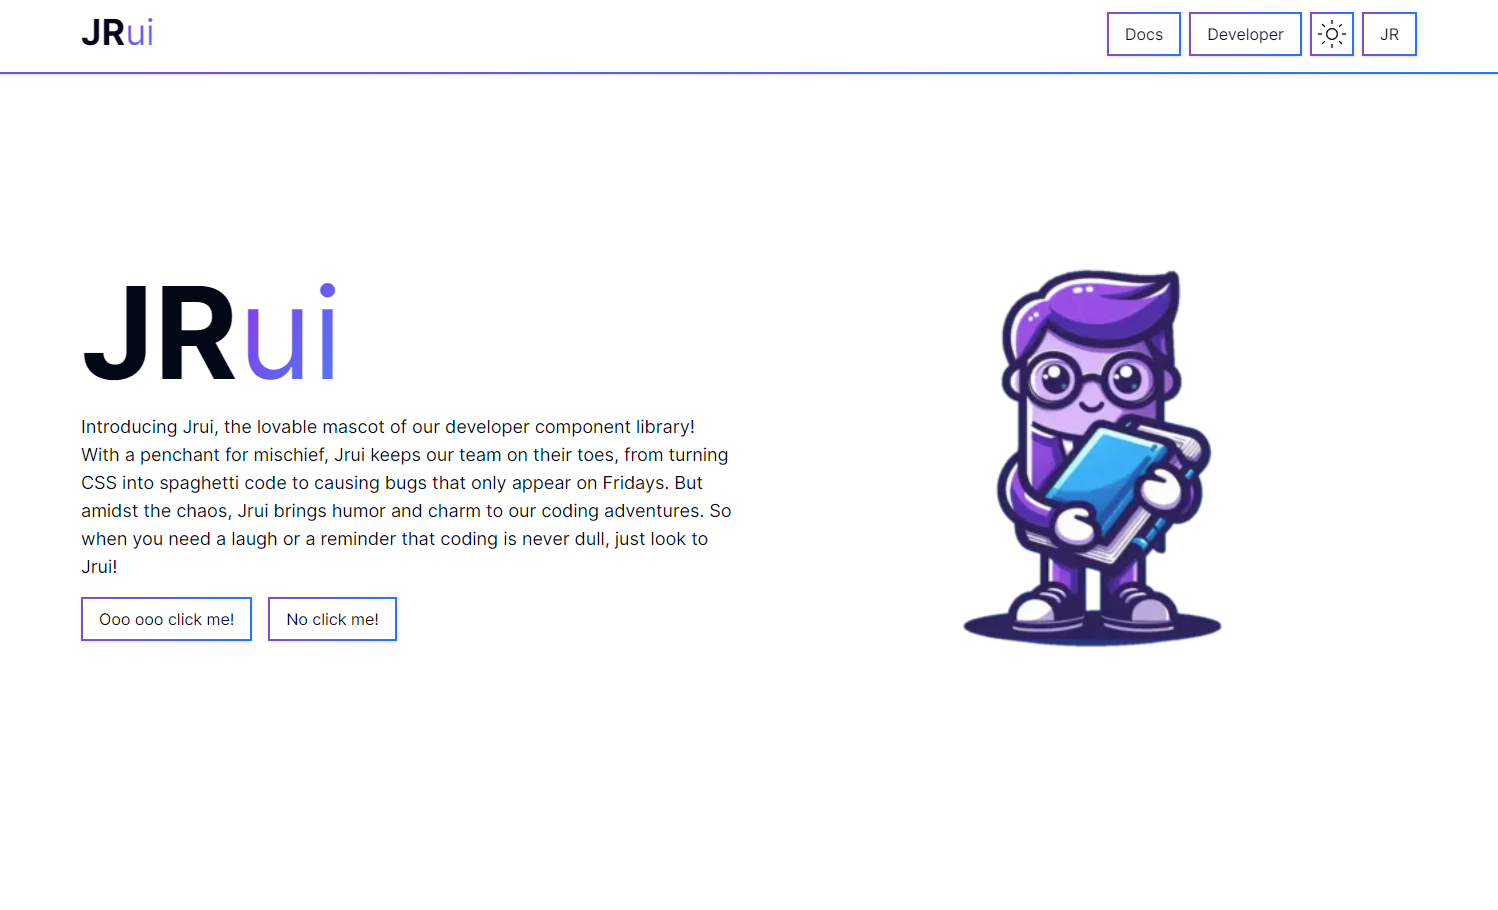 JRui
Docs
Developer
JR
JRui
Introducing Jrui, the lovable mascot of our developer component library!
With a penchant for mischief, Jrui keeps our team on their toes, from turning
CSS into spaghetti code to causing bugs that only appear on Fridays. But
amidst the chaos, Jrui brings humor and charm to our coding adventures. So
when you need a laugh or a reminder that coding is never dull, just look to
Jrui!
Ooo ooo click me!
No click me!